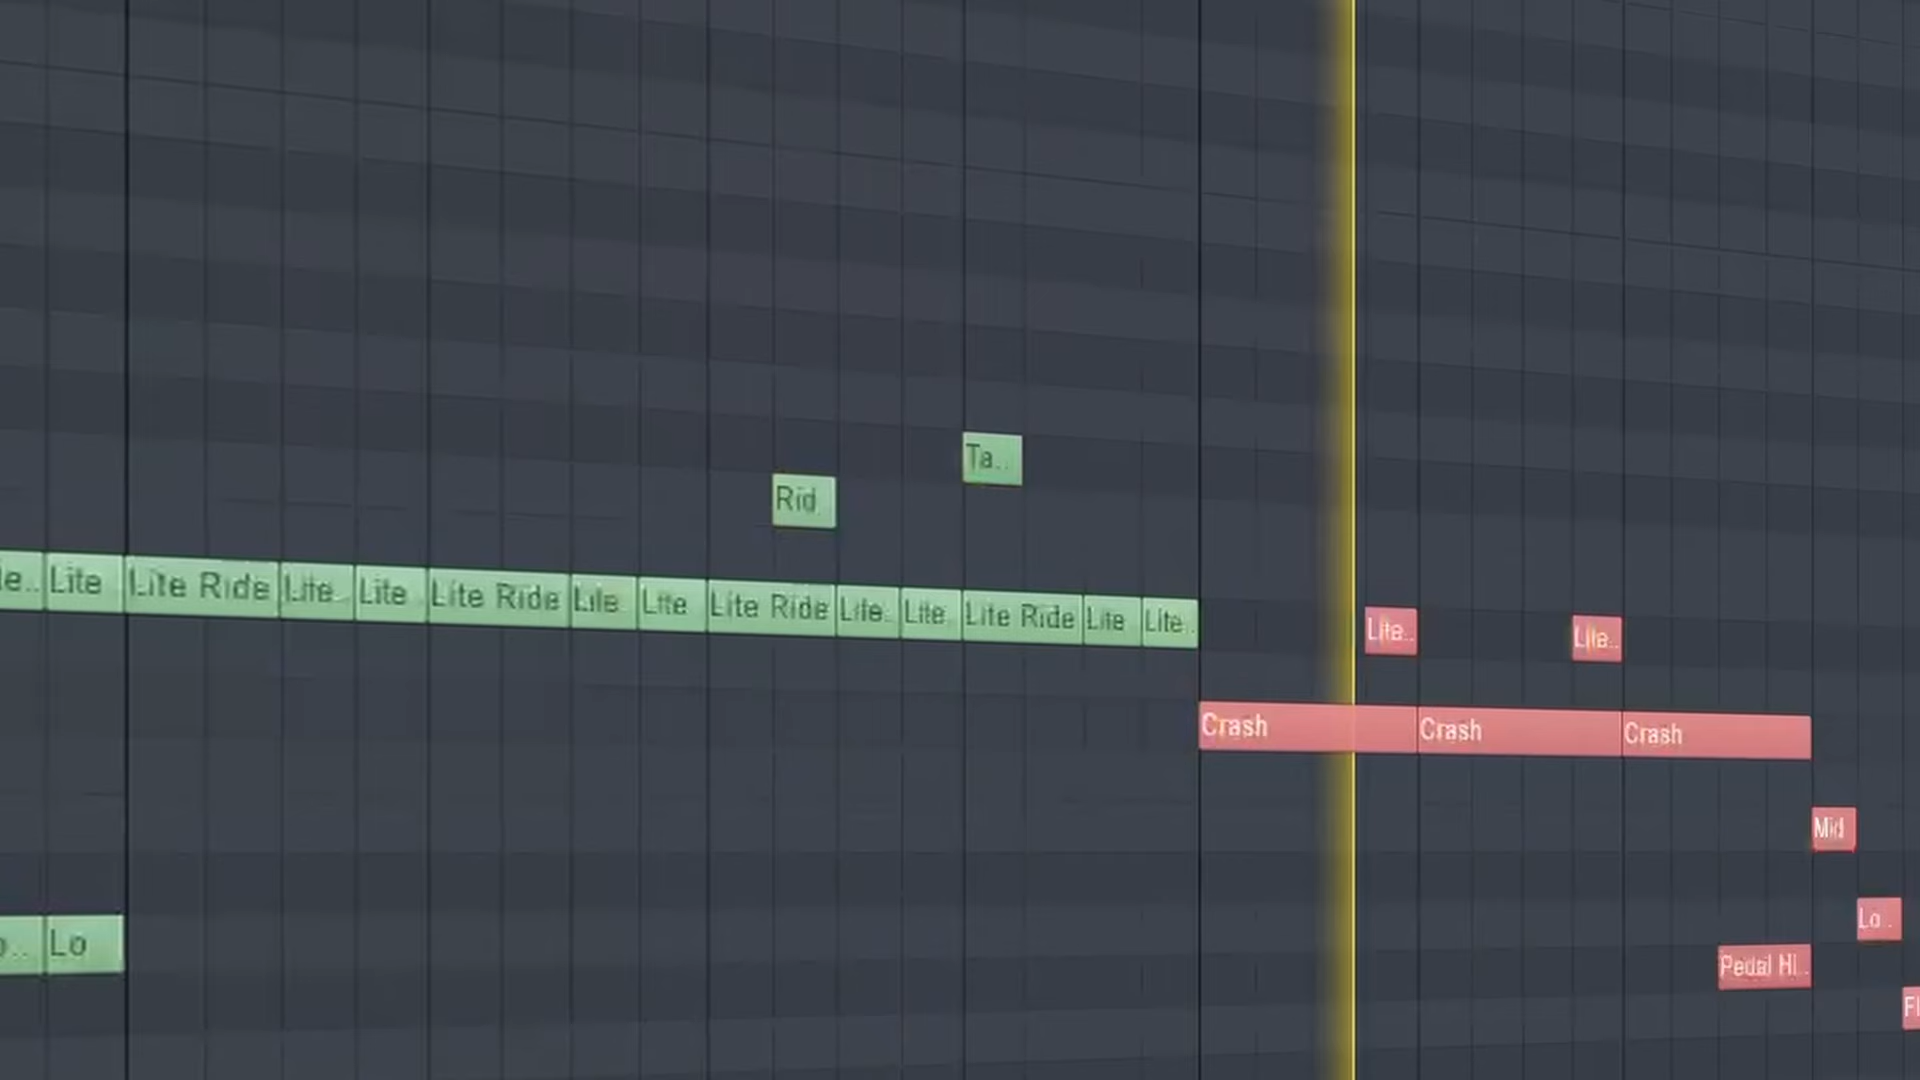 Ta..
Rid
Lite
Lite Ride
Lite..
Lite
Lite Ride
Lite
Lite
Lite Ride
Lite..
Lite
Lite Ride
Lite
Lite..
Lite..
Lite..
Crash
Crash
Crash
Mid
Lo..
Lo
Pedal Hi..